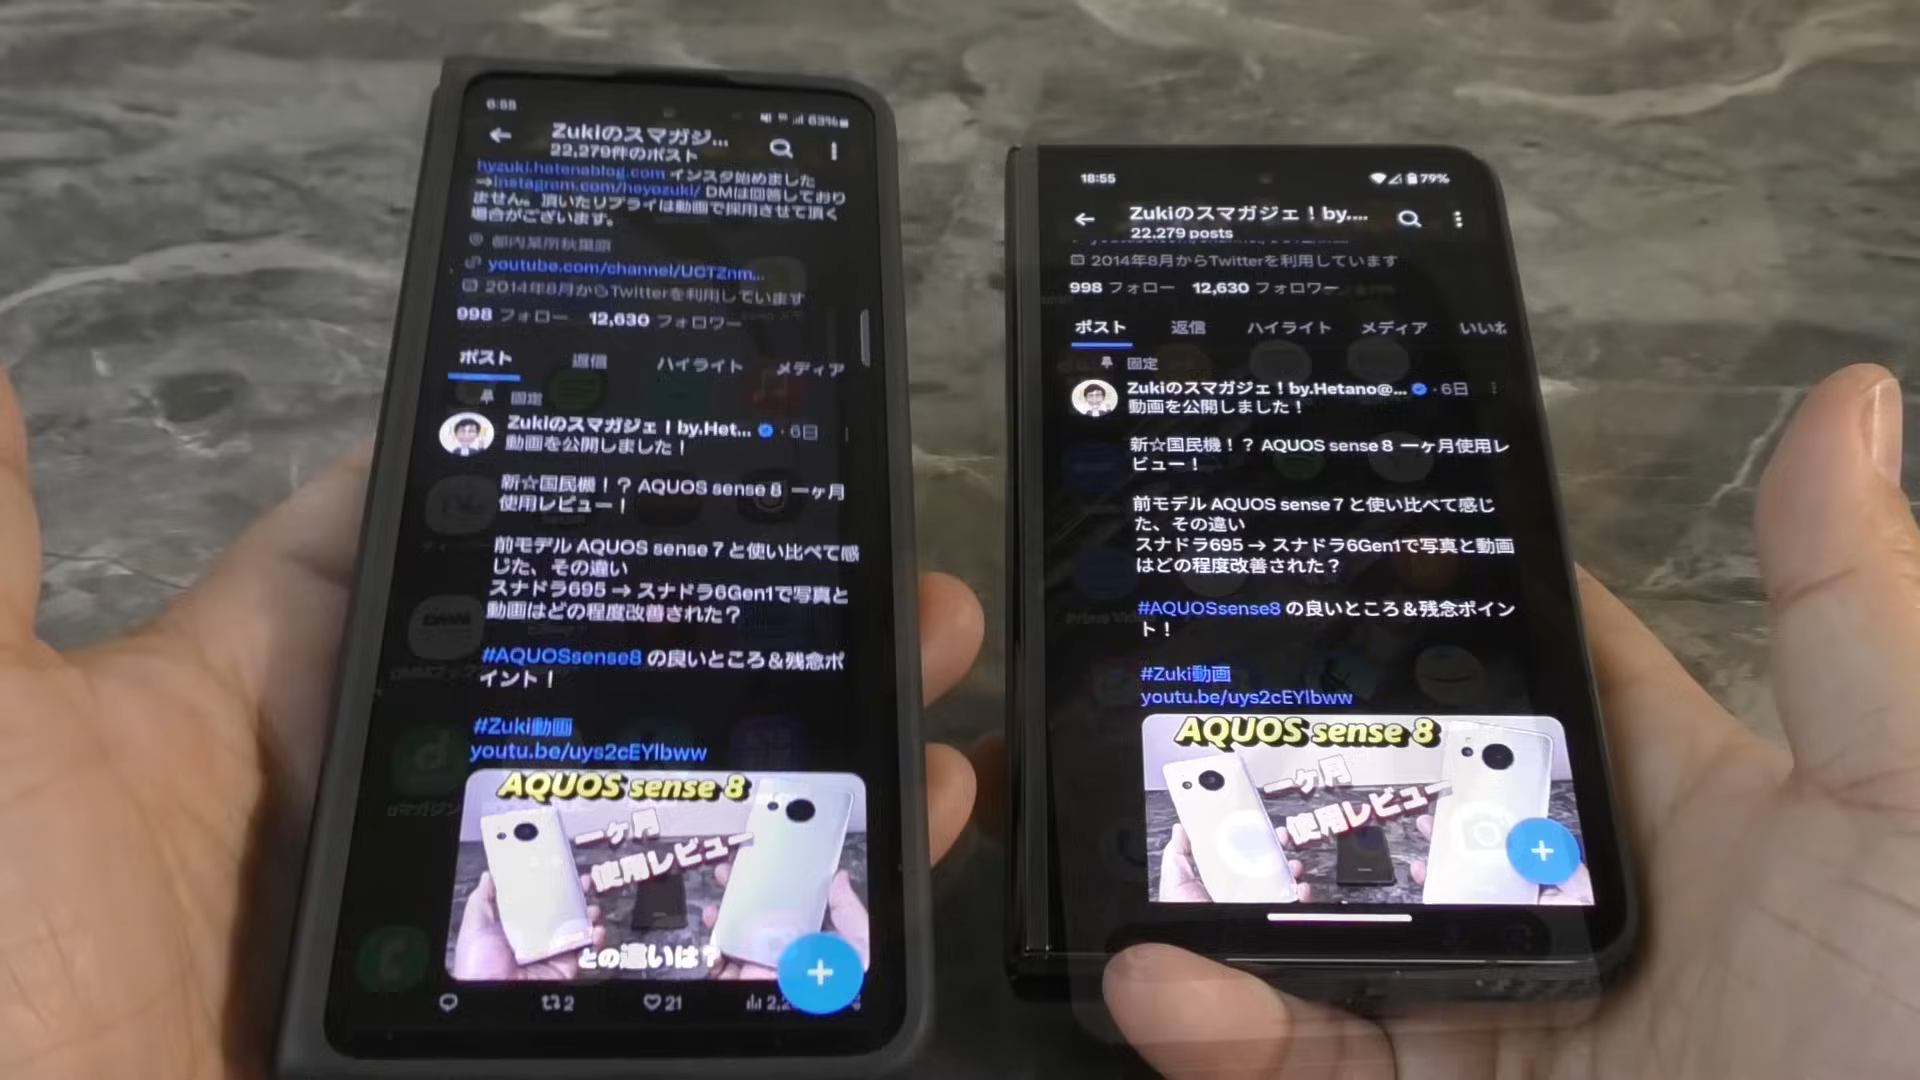 6:55
63%
Zukiのスマガジ...
22,279件のポスト
hyzuki.hatenablog.com インスタ始めました
→instagram.com/heyozuki/ DMは回答しており
ません。頂いたリプライは動画で採用させて頂く
場合がございます。
都内某所秋葉原
youtube.com/channel/UCTZnm...
2014年8月からTwitterを利用しています
998 フォロー 12,630 フォロワー
ポスト 返信 ハイライト メディア
固定
Zukiのスマガジェ！by.Het... ・6日
動画を公開しました！
新☆国民機！？ AQUOS sense 8 一ヶ月
使用レビュー！
前モデル AQUOS sense 7 と使い比べて感
じた、その違い
スナドラ695 → スナドラ6Gen1で写真と
動画はどの程度改善された？
#AQUOSsense8 の良いところ＆残念ポ
イント！
#Zuki動画
youtu.be/uys2cEYlbww
AQUOS sense 8
一ヶ月
使用レビュー
との違いは？
2 21
18:55
79%
Zukiのスマガジェ！by....
22,279 posts
2014年8月からTwitterを利用しています
998 フォロー 12,630 フォロワー
ポスト 返信 ハイライト メディア いいね
固定
Zukiのスマガジェ！by.Hetano@... ・6日
動画を公開しました！
新☆国民機！？ AQUOS sense 8 一ヶ月使用レ
ビュー！
前モデル AQUOS sense 7 と使い比べて感じ
た、その違い
スナドラ695 → スナドラ6Gen1で写真と動画
はどの程度改善された？
#AQUOSsense8 の良いところ＆残念ポイン
ト！
#Zuki動画
youtu.be/uys2cEYlbww
AQUOS sense 8
一ヶ月
使用レビュー